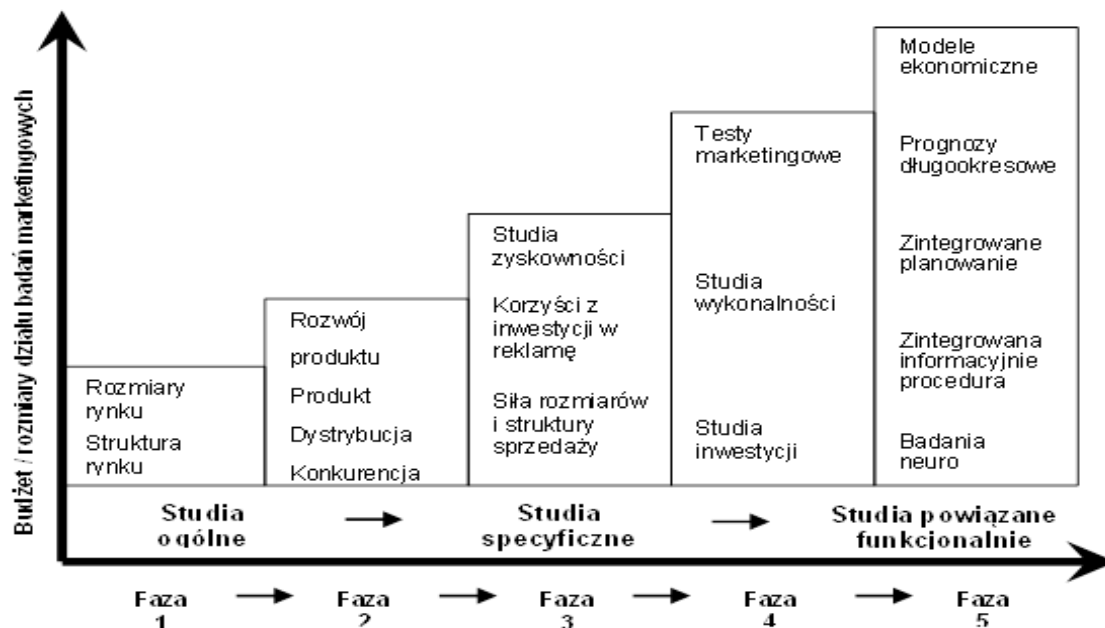 Budżet / rozmiary działu badań marketingowych
Rozmiary
rynku
Struktura
rynku
Rozwój
produktu
Produkt
Dystrybucja
Konkurencja
Studia
zyskowności
Korzyści z
inwestycji w
reklamę
Siła rozmiarów
i struktury
sprzedaży
Testy
marketingowe
Studia
wykonalności
Studia
inwestycji
Modele
ekonomiczne
Prognozy
długookresowe
Zintegrowane
planowanie
Zintegrowana
informacyjnie
procedura
Badania
neuro
Studia
ogólne
Studia
specyficzne
Studia powiązane
funkcjonalnie
Faza
1
Faza
2
Faza
3
Faza
4
Faza
5